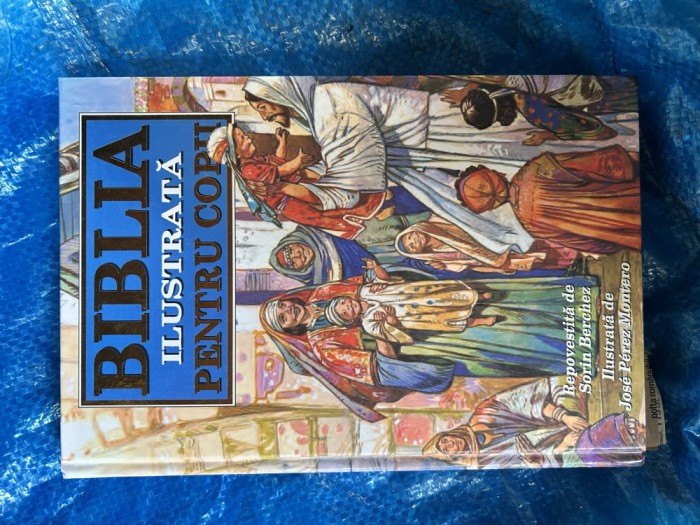 BIBLIA
ILUSTRATĂ
PENTRU COPII
Repovestită de
Sorin Berchez
Ilustrată de
José Pérez Montero